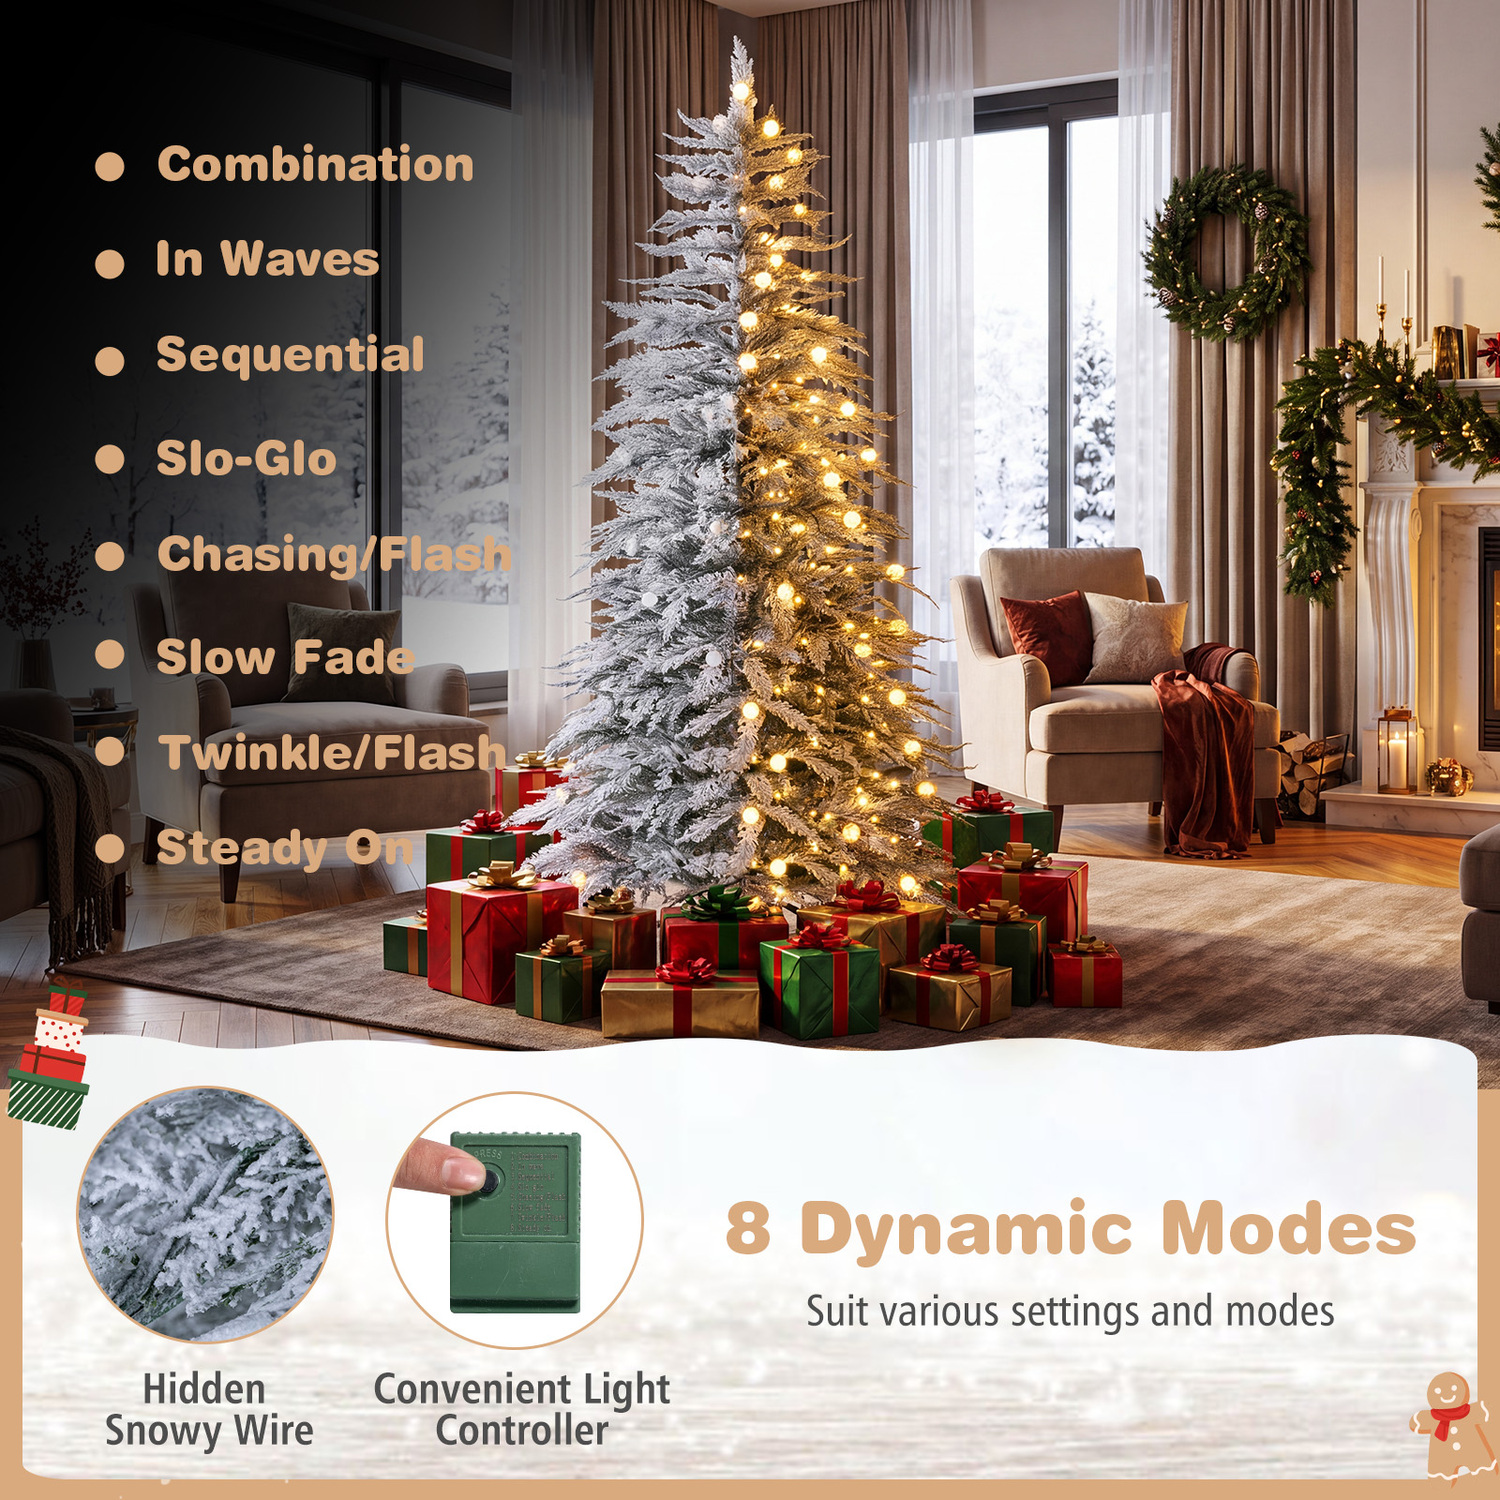 Combination
In Waves
Sequential
Slo-Glo
Chasing/Flash
Slow Fade
Twinkle/Flash
Steady On
Hidden
Snowy Wire
Convenient Light
Controller
8 Dynamic Modes
Suit various settings and modes